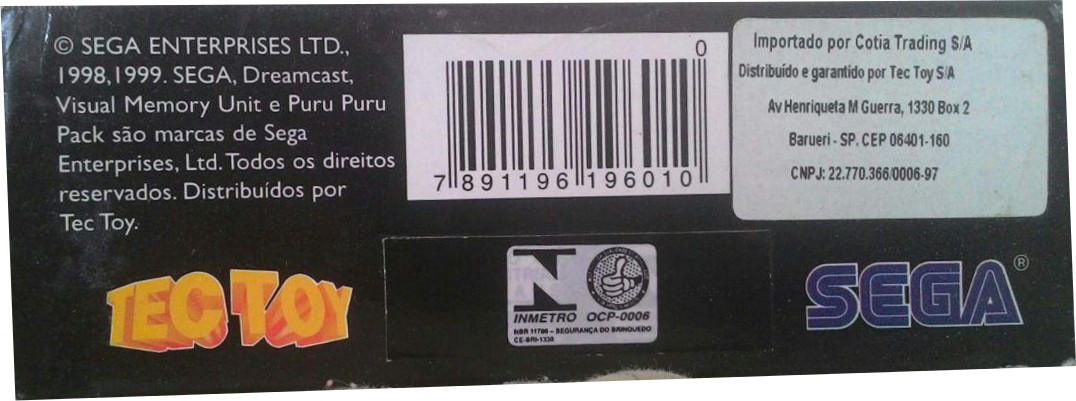 © SEGA ENTERPRISES LTD.,
1998,1999. SEGA, Dreamcast,
Visual Memory Unit e Puru Puru
Pack são marcas de Sega
Enterprises, Ltd. Todos os direitos
reservados. Distribuídos por
Tec Toy.
0
7 891196 196010
Importado por Cotia Trading S/A
Distribuído e garantido por Tec Toy S/A
Av Henriqueta M Guerra, 1330 Box 2
Barueri - SP. CEP 06401-160
CNPJ: 22.770.366/0006-97
TEC TOY
N
INMETRO OCP-0006
NBR 11786 – SEGURANÇA DO BRINQUEDO
CE-BRI-1330
SEGA®